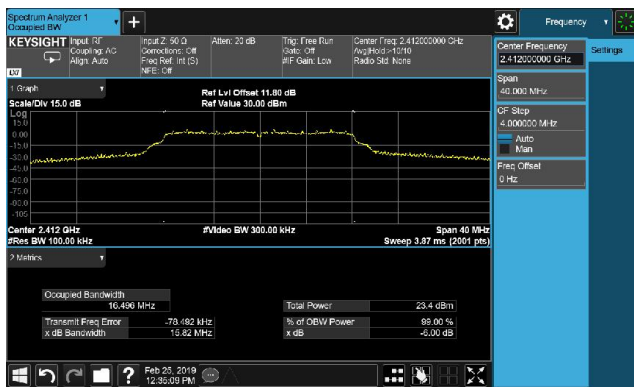 Spectrum Analyzer 1
Occupied BW
Frequency
KEYSIGHT
Input: RF
Coupling: AC
Align: Auto
Input Z: 50 Ω
Corrections: Off
Freq Ref: Int (S)
NFE: Off
Atten: 20 dB
Trig: Free Run
Gate: Off
#IF Gain: Low
Center Freq: 2.412000000 GHz
Avg|Hold:>10/10
Radio Std: None
LXI
Center Frequency
2.412000000 GHz
Settings
Span
40.000 MHz
CF Step
4.000000 MHz
Auto
Man
Freq Offset
0 Hz
1 Graph
Scale/Div 15.0 dB
Ref Lvl Offset 11.80 dB
Ref Value 30.00 dBm
Log
15.0
0.00
-15.0
-30.0
-45.0
-60.0
-75.0
-90.0
-105
Center 2.412 GHz
#Res BW 100.00 kHz
#Video BW 300.00 kHz
Span 40 MHz
Sweep 3.87 ms (2001 pts)
2 Metrics
Occupied Bandwidth
16.496 MHz
Total Power 23.4 dBm
Transmit Freq Error -78.492 kHz
% of OBW Power 99.00 %
x dB Bandwidth 15.82 MHz
x dB -6.00 dB
?
Feb 25, 2019
12:35:09 PM